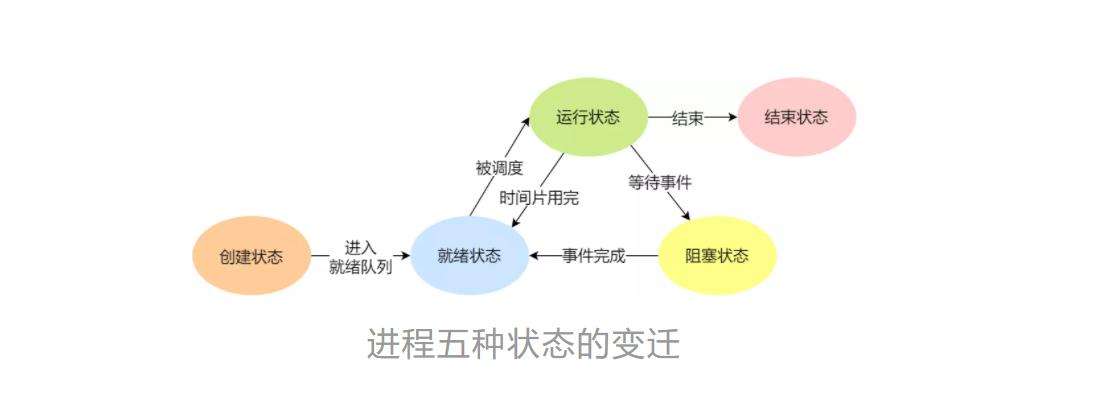 运行状态
结束
结束状态
被调度
时间片用完
等待事件
创建状态
进入
就绪队列
就绪状态
事件完成
阻塞状态
进程五种状态的变迁